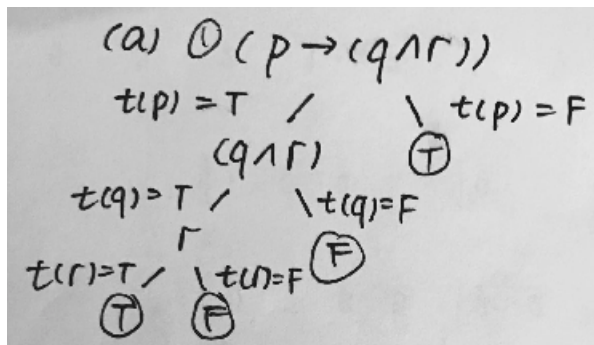 (a) ① (p → (q ∧ r))
t(p) = T t(p) = F
(q ∧ r) T
t(q) = T t(q) = F
r F
t(r) = T t(r) = F
T F